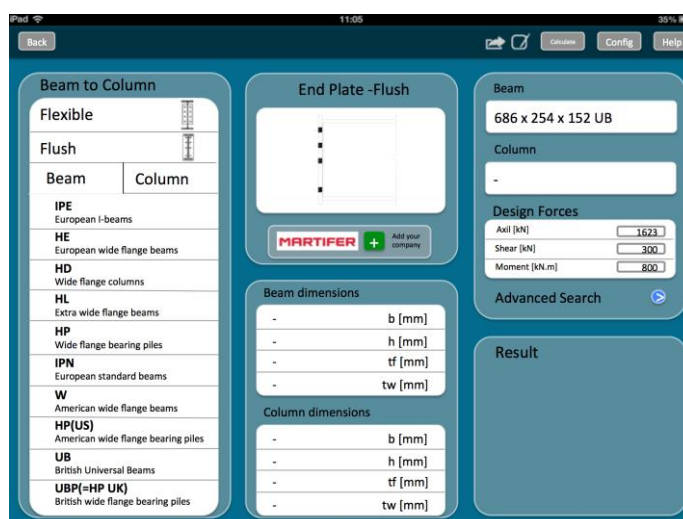 iPad 11:05 35%
Back Calculate Config Help
Beam to Column
Flexible
Flush
Beam Column
IPE
European I-beams
HE
European wide flange beams
HD
Wide flange columns
HL
Extra wide flange beams
HP
Wide flange bearing piles
IPN
European standard beams
W
American wide flange beams
HP(US)
American wide flange bearing piles
UB
British Universal Beams
UBP(=HP UK)
British wide flange bearing piles
End Plate -Flush
MARTIFER + Add your
company
Beam dimensions
- b [mm]
- h [mm]
- tf [mm]
- tw [mm]
Column dimensions
- b [mm]
- h [mm]
- tf [mm]
- tw [mm]
Beam
686 x 254 x 152 UB
Column
-
Design Forces
Axil [kN] 1623
Shear [kN] 300
Moment [kN.m] 800
Advanced Search
Result